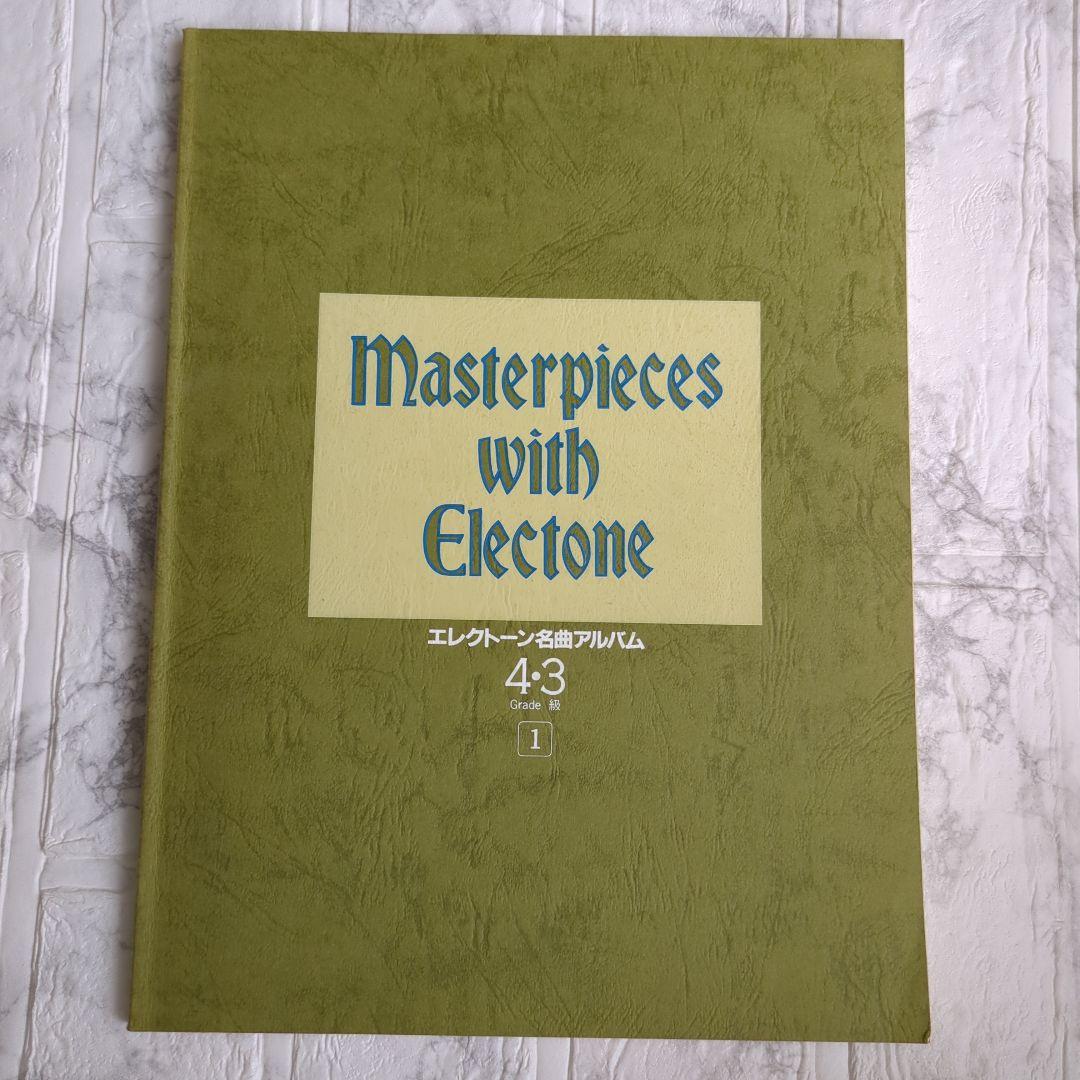 Masterpieces
with
Electone
エレクトーン名曲アルバム
4・3
Grade 級
1